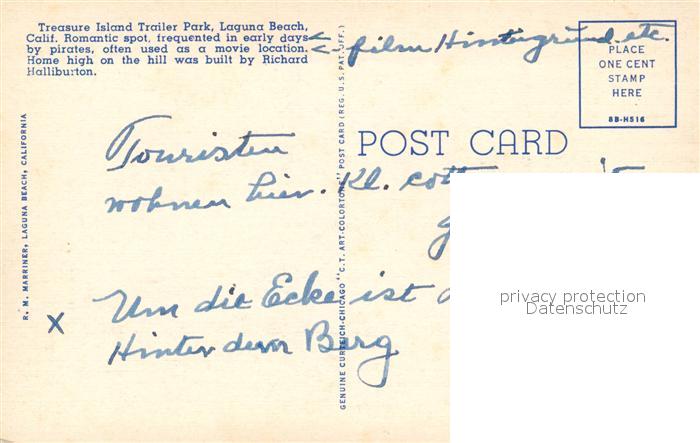 Treasure Island Trailer Park, Laguna Beach,
Calif. Romantic spot, frequented in early days
by pirates, often used as a movie location.
Home high on the hill was built by Richard
Halliburton.
← film Hintergrund. etc.
PLACE
ONE CENT
STAMP
HERE
8B-H516
POST CARD
Touristen
wohnen hier. Kl. cott
Um die Ecke ist
Hinter dem Berg
R. M. MARRINER, LAGUNA BEACH, CALIFORNIA
X
GENUINE CURTEICH-CHICAGO "C.T. ART-COLORTONE" POST CARD (REG. U.S. PAT. OFF.)
privacy protection
Datenschutz